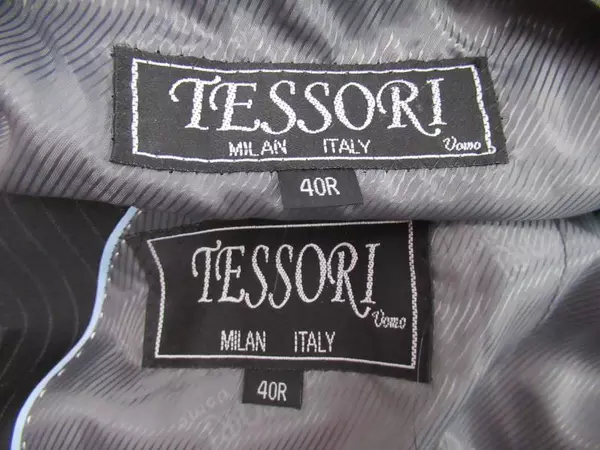 TESSORI
MILAN ITALY Uomo
40R
TESSORI
Uomo
MILAN ITALY
40R